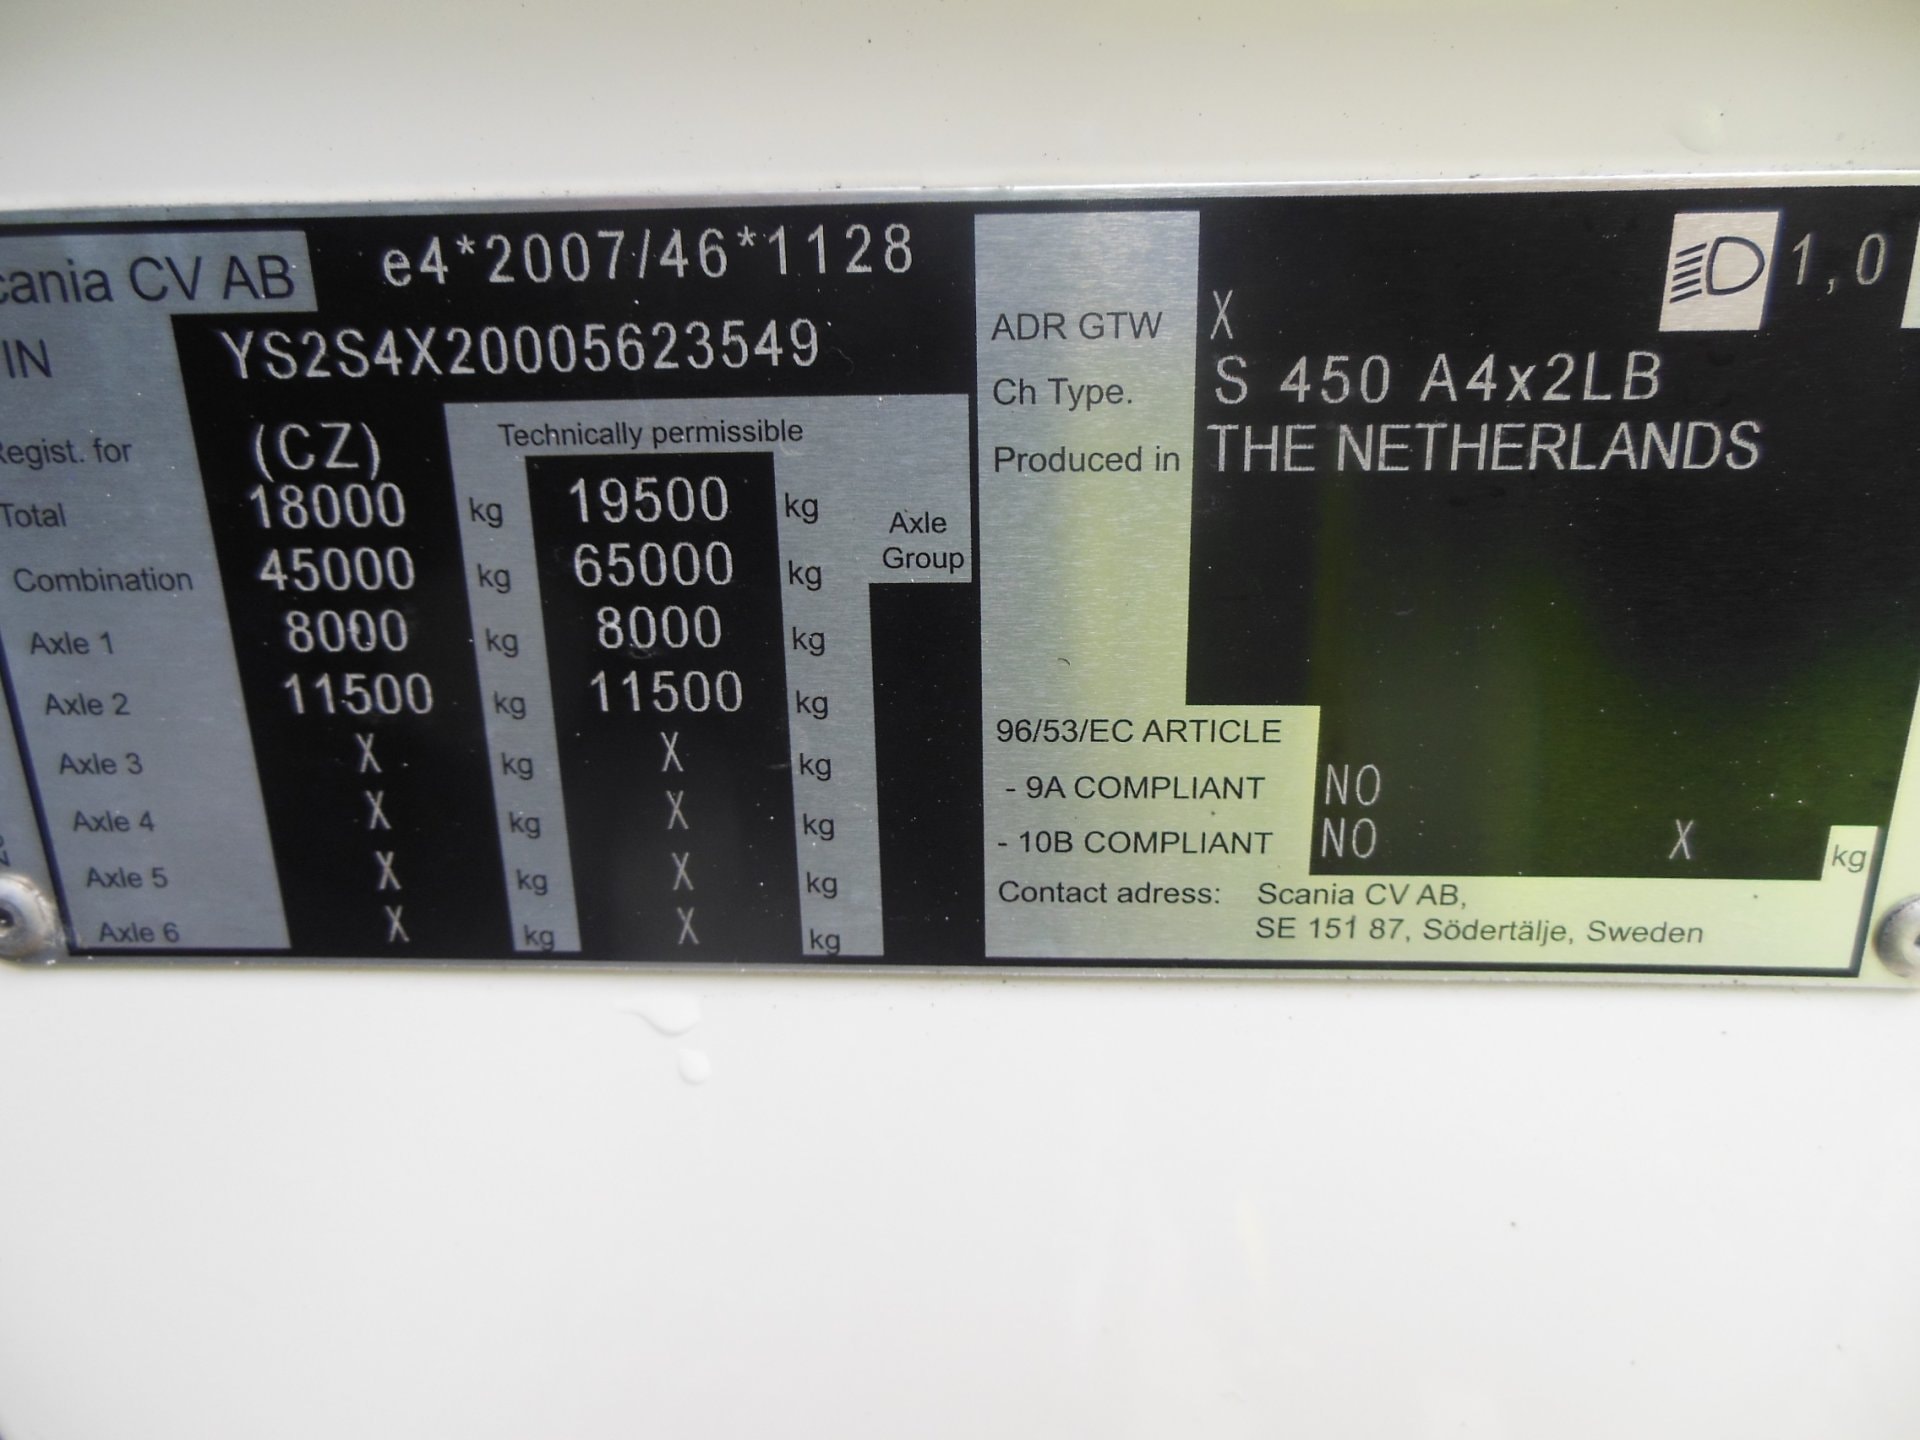 cania CV AB e4*2007/46*1128
IN YS2S4X20005623549
Regist. for (CZ) Technically permissible
Total 18000 kg 19500 kg Axle Group
Combination 45000 kg 65000 kg
Axle 1 8000 kg 8000 kg
Axle 2 11500 kg 11500 kg
Axle 3 X kg X kg
Axle 4 X kg X kg
Axle 5 X kg X kg
Axle 6 X kg X kg
1,0
ADR GTW X
Ch Type. S 450 A4x2LB
Produced in THE NETHERLANDS
96/53/EC ARTICLE
- 9A COMPLIANT NO
- 10B COMPLIANT NO X kg
Contact adress: Scania CV AB,
SE 151 87, Södertälje, Sweden